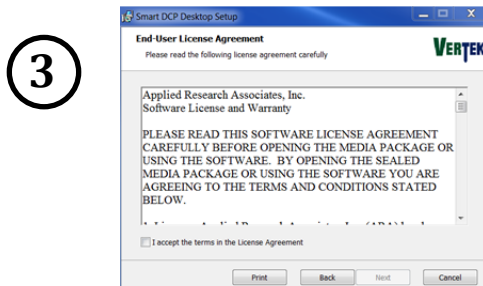 3
Smart DCP Desktop Setup
End-User License Agreement
Please read the following license agreement carefully
VERTEK
Applied Research Associates, Inc.
Software License and Warranty
PLEASE READ THIS SOFTWARE LICENSE AGREEMENT
CAREFULLY BEFORE OPENING THE MEDIA PACKAGE OR
USING THE SOFTWARE. BY OPENING THE SEALED
MEDIA PACKAGE OR USING THE SOFTWARE YOU ARE
AGREEING TO THE TERMS AND CONDITIONS STATED
BELOW.
I accept the terms in the License Agreement
Print Back Next Cancel